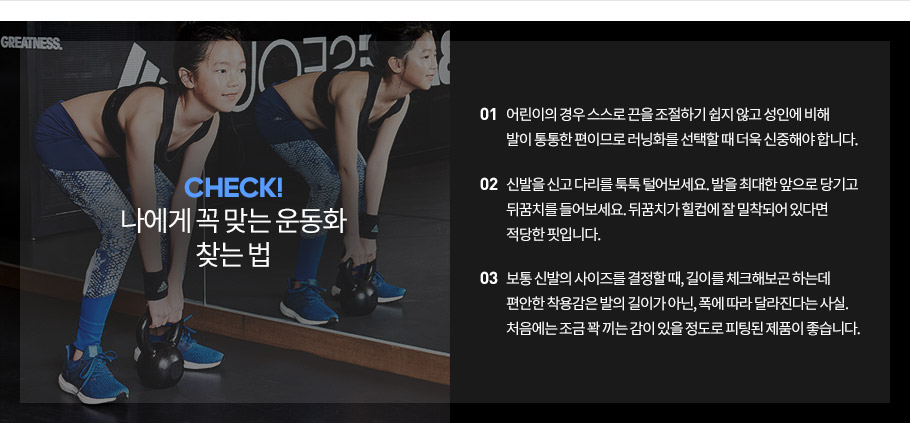 GREATNESS.
CHECK!
나에게 꼭 맞는 운동화
찾는 법
01 어린이의 경우 스스로 끈을 조절하기 쉽지 않고 성인에 비해
발이 통통한 편이므로 러닝화를 선택할 때 더욱 신중해야 합니다.
02 신발을 신고 다리를 툭툭 털어보세요. 발을 최대한 앞으로 당기고
뒤꿈치를 들어보세요. 뒤꿈치가 힐컵에 잘 밀착되어 있다면
적당한 핏입니다.
03 보통 신발의 사이즈를 결정할 때, 길이를 체크해보곤 하는데
편안한 착용감은 발의 길이가 아닌, 폭에 따라 달라진다는 사실.
처음에는 조금 꽉 끼는 감이 있을 정도로 피팅된 제품이 좋습니다.